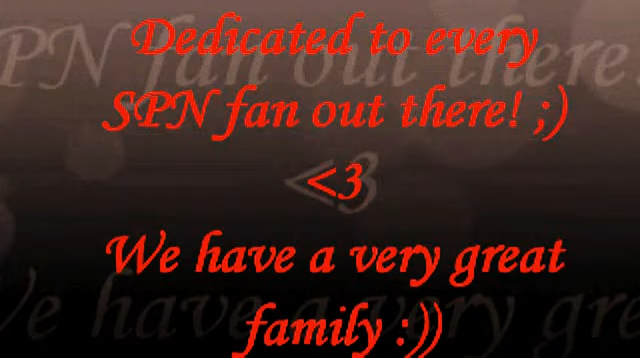 Dedicated to every
SPN fan out there! ;)
<3
We have a very great
family :))